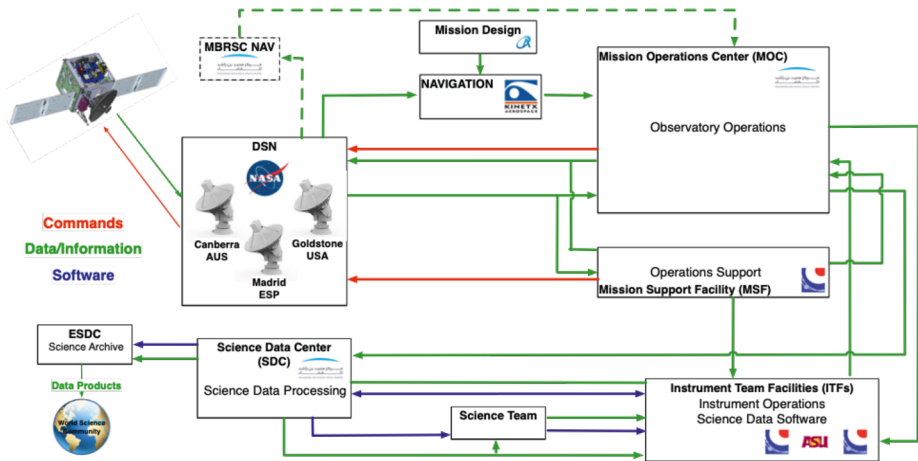 Mission Design
MBRSC NAV
NAVIGATION
KINETX
AEROSPACE
Mission Operations Center (MOC)
Observatory Operations
DSN
NASA
Canberra
AUS
Goldstone
USA
Madrid
ESP
Commands
Data/Information
Software
Operations Support
Mission Support Facility (MSF)
ESDC
Science Archive
Data Products
World Science
Community
Science Data Center
(SDC)
Science Data Processing
Science Team
Instrument Team Facilities (ITFs)
Instrument Operations
Science Data Software
ASU